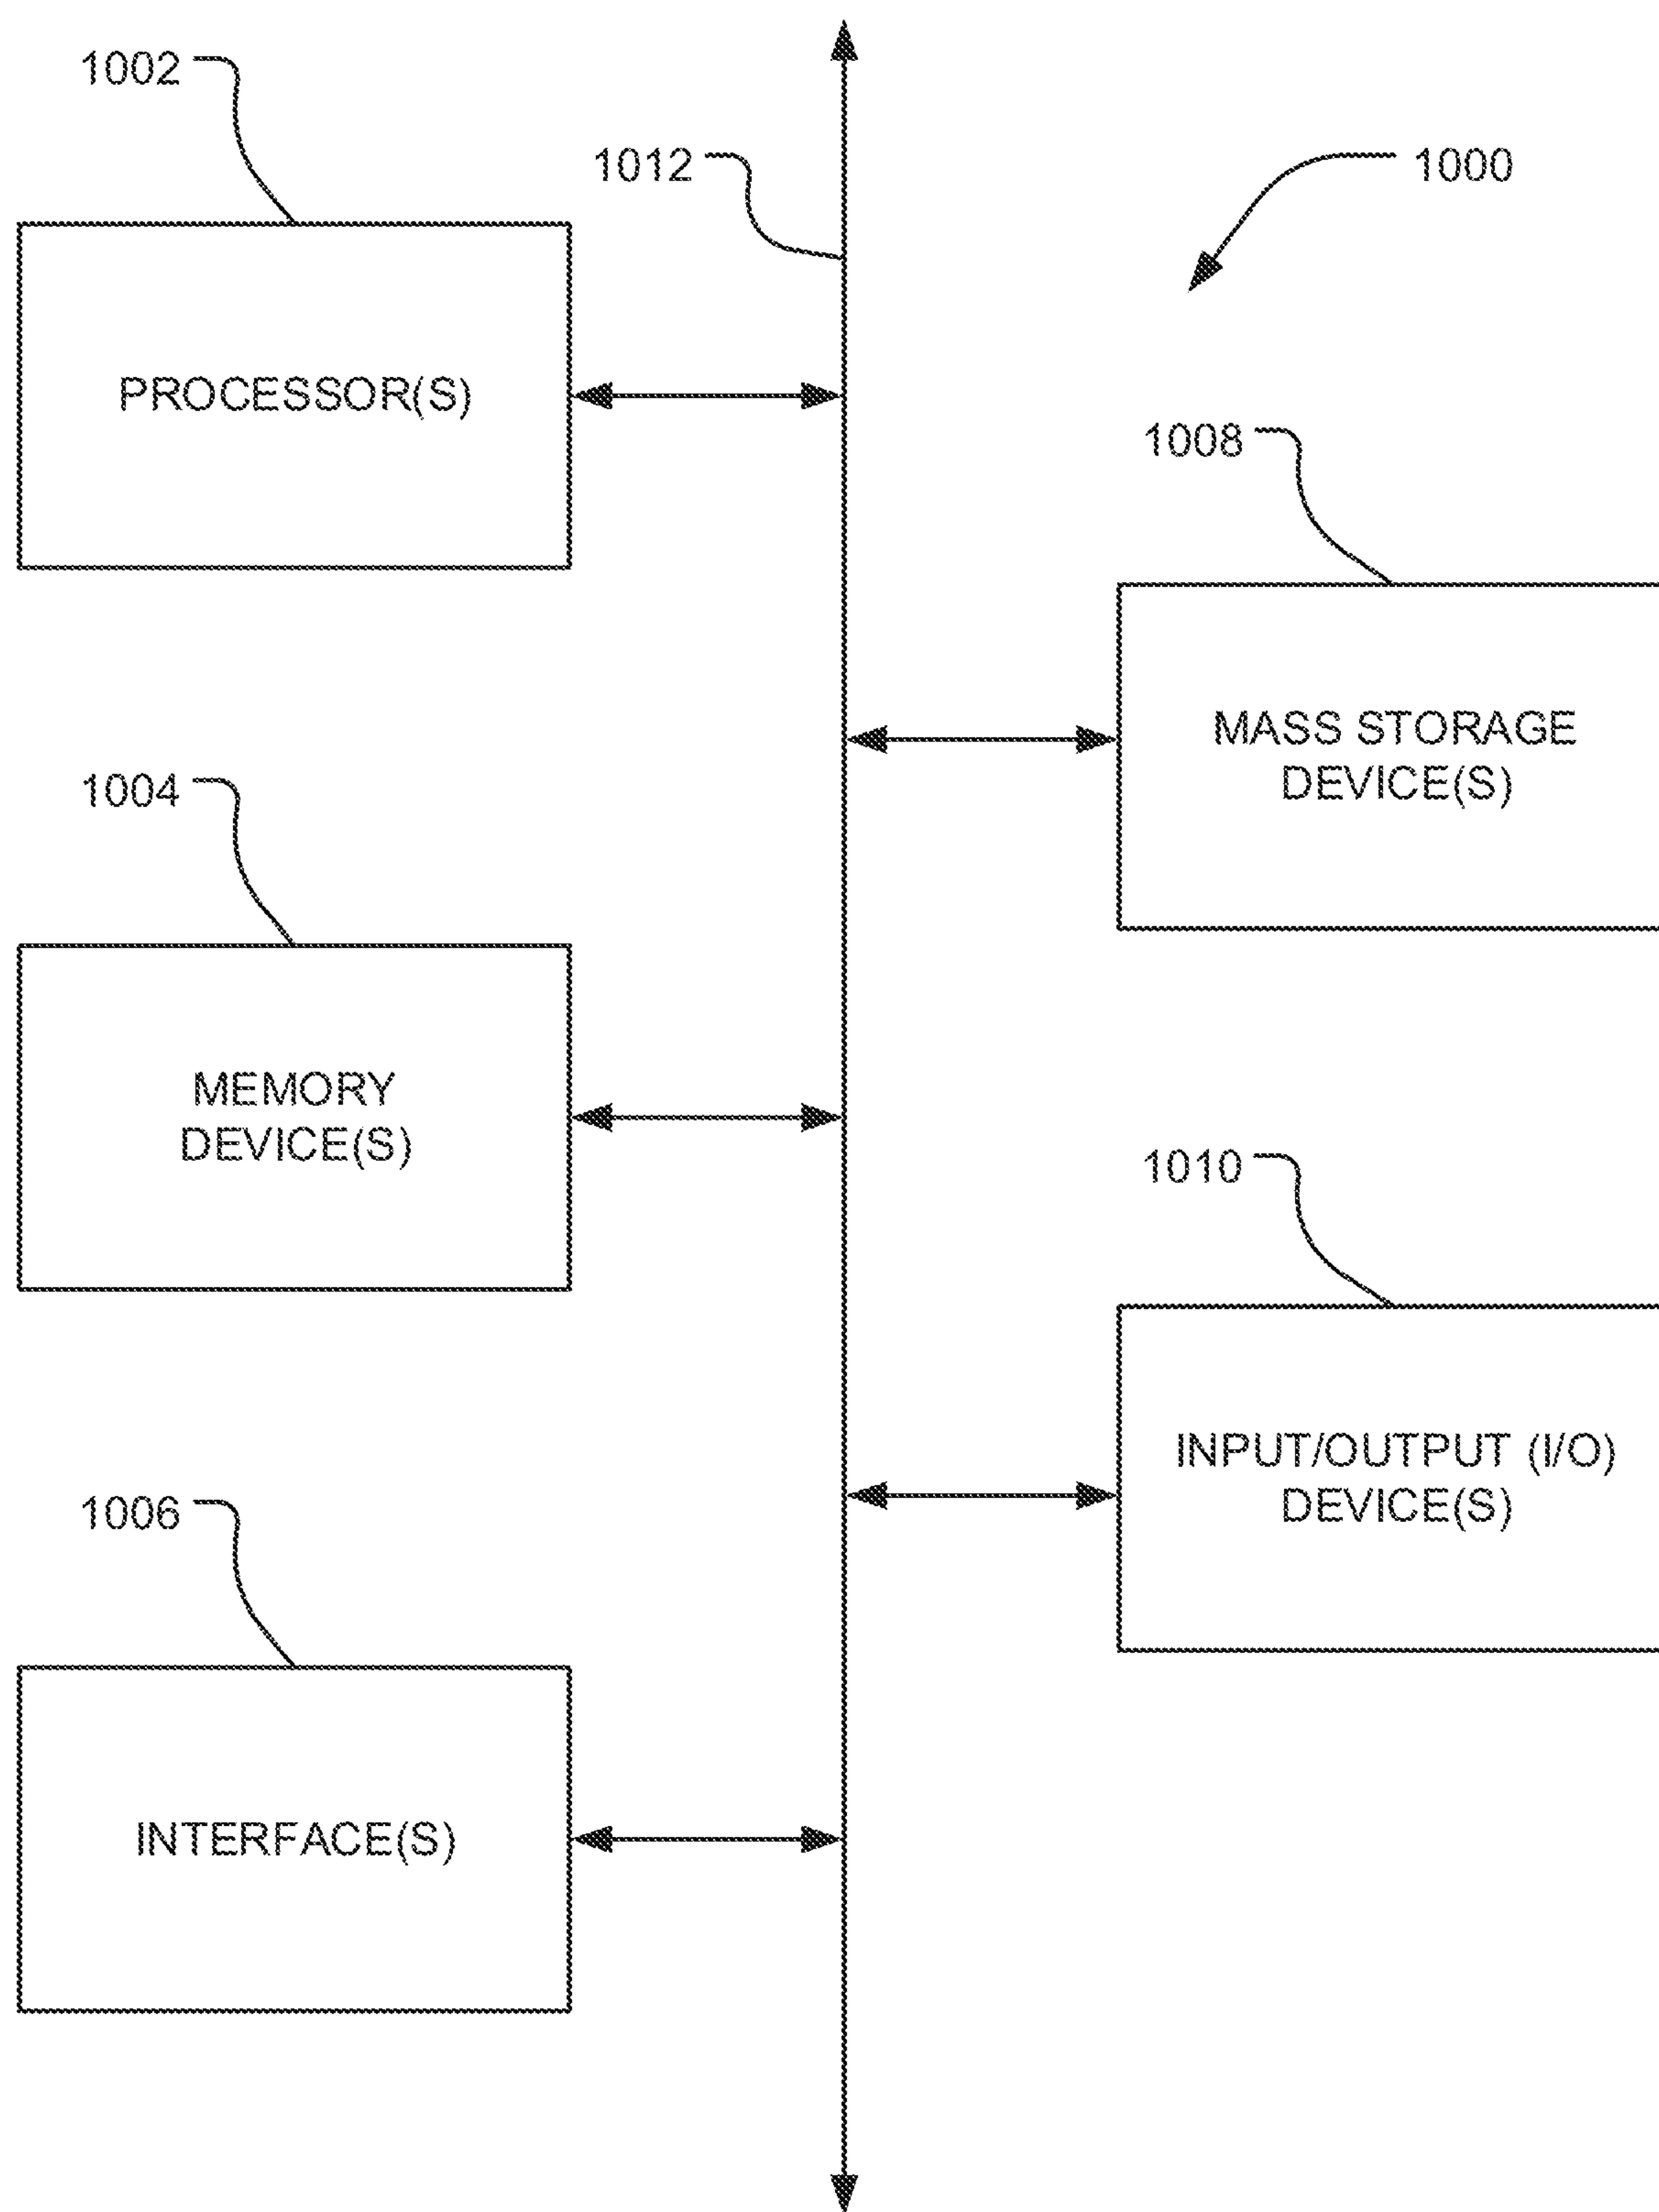 1002
1012
1000
PROCESSOR(S)
1008
MASS STORAGE
DEVICE(S)
1004
MEMORY
DEVICE(S)
1010
INPUT/OUTPUT (I/O)
DEVICE(S)
1006
INTERFACE(S)